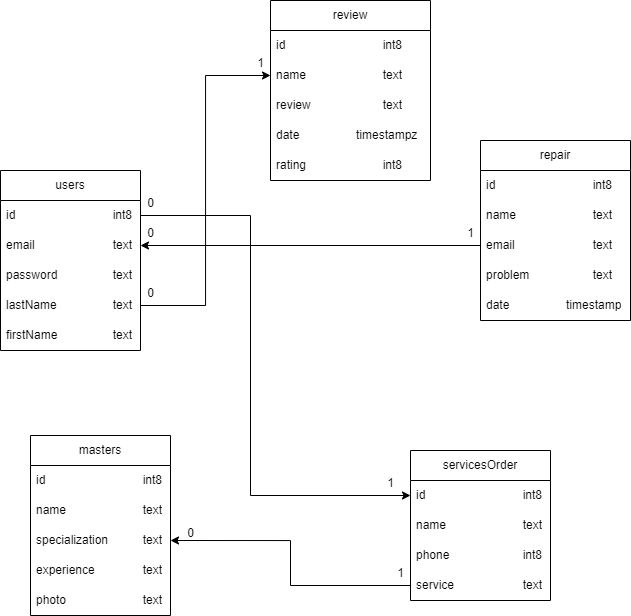 review
id int8
name text
review text
date timestampz
rating int8
1
users
id int8
email text
password text
lastName text
firstName text
0
0
0
repair
id int8
name text
email text
problem text
date timestamp
1
masters
id int8
name text
specialization text
experience text
photo text
0
servicesOrder
id int8
name text
phone int8
service text
1
1